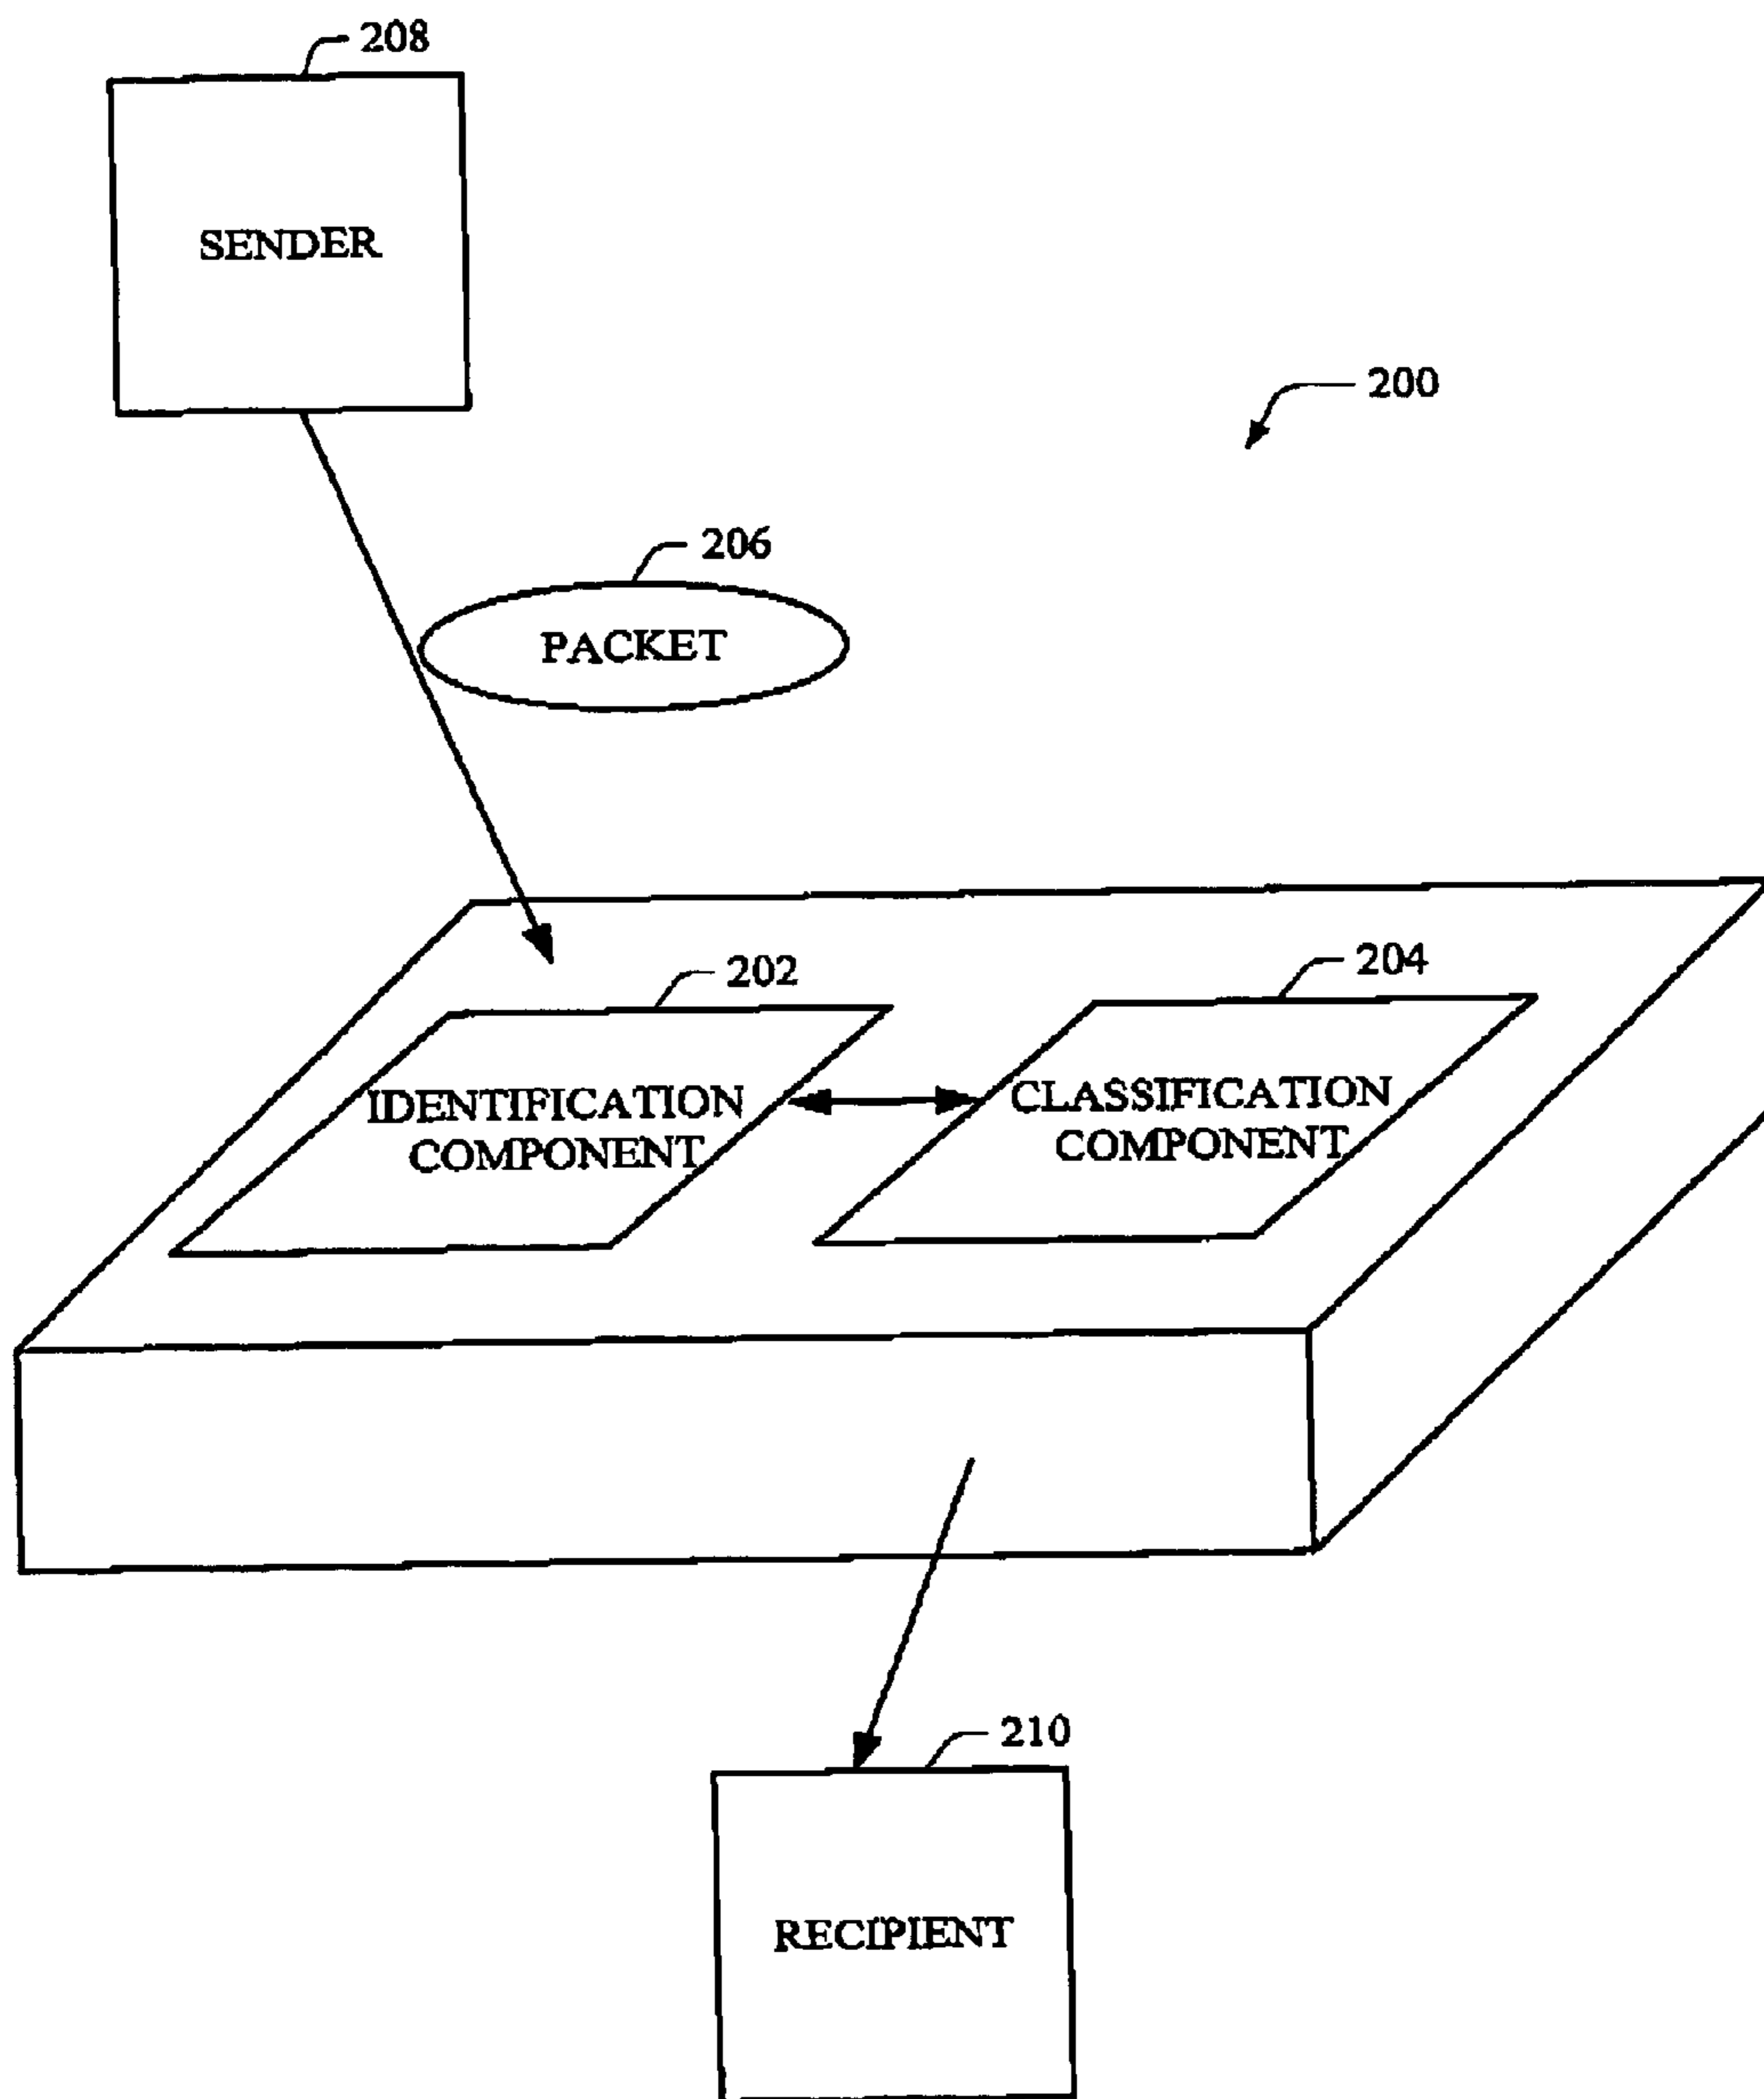 208
SENDER
200
206
PACKET
202
204
IDENTIFICATION
COMPONENT
CLASSIFICATION
COMPONENT
210
RECIPIENT